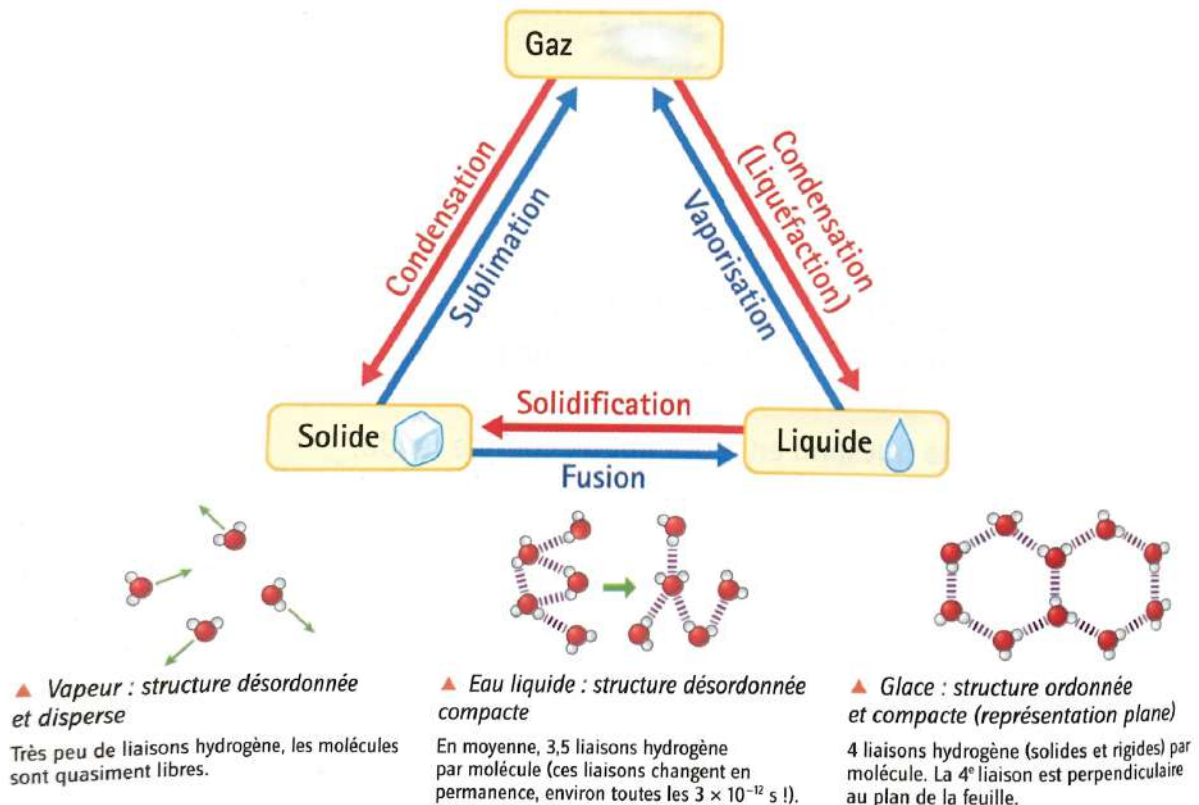 Gaz
Condensation
Sublimation
Vaporisation
Condensation
(Liquéfaction)
Solide
Solidification
Fusion
Liquide
▲ Vapeur : structure désordonnée
et disperse
Très peu de liaisons hydrogène, les molécules
sont quasiment libres.
▲ Eau liquide : structure désordonnée
compacte
En moyenne, 3,5 liaisons hydrogène
par molécule (ces liaisons changent en
permanence, environ toutes les 3 × 10⁻¹² s !).
▲ Glace : structure ordonnée
et compacte (représentation plane)
4 liaisons hydrogène (solides et rigides) par
molécule. La 4ᵉ liaison est perpendiculaire
au plan de la feuille.